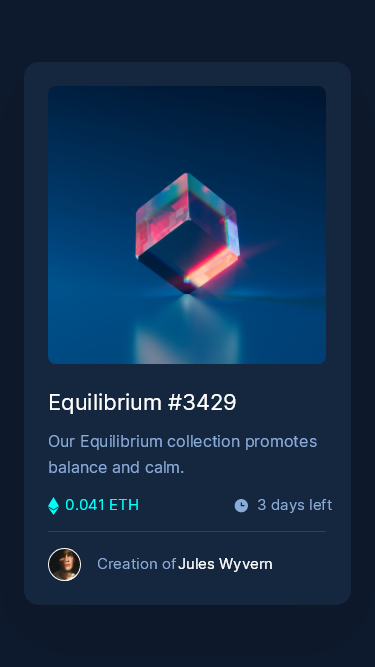 Equilibrium #3429
Our Equilibrium collection promotes
balance and calm.
0.041 ETH 3 days left
Creation of Jules Wyvern